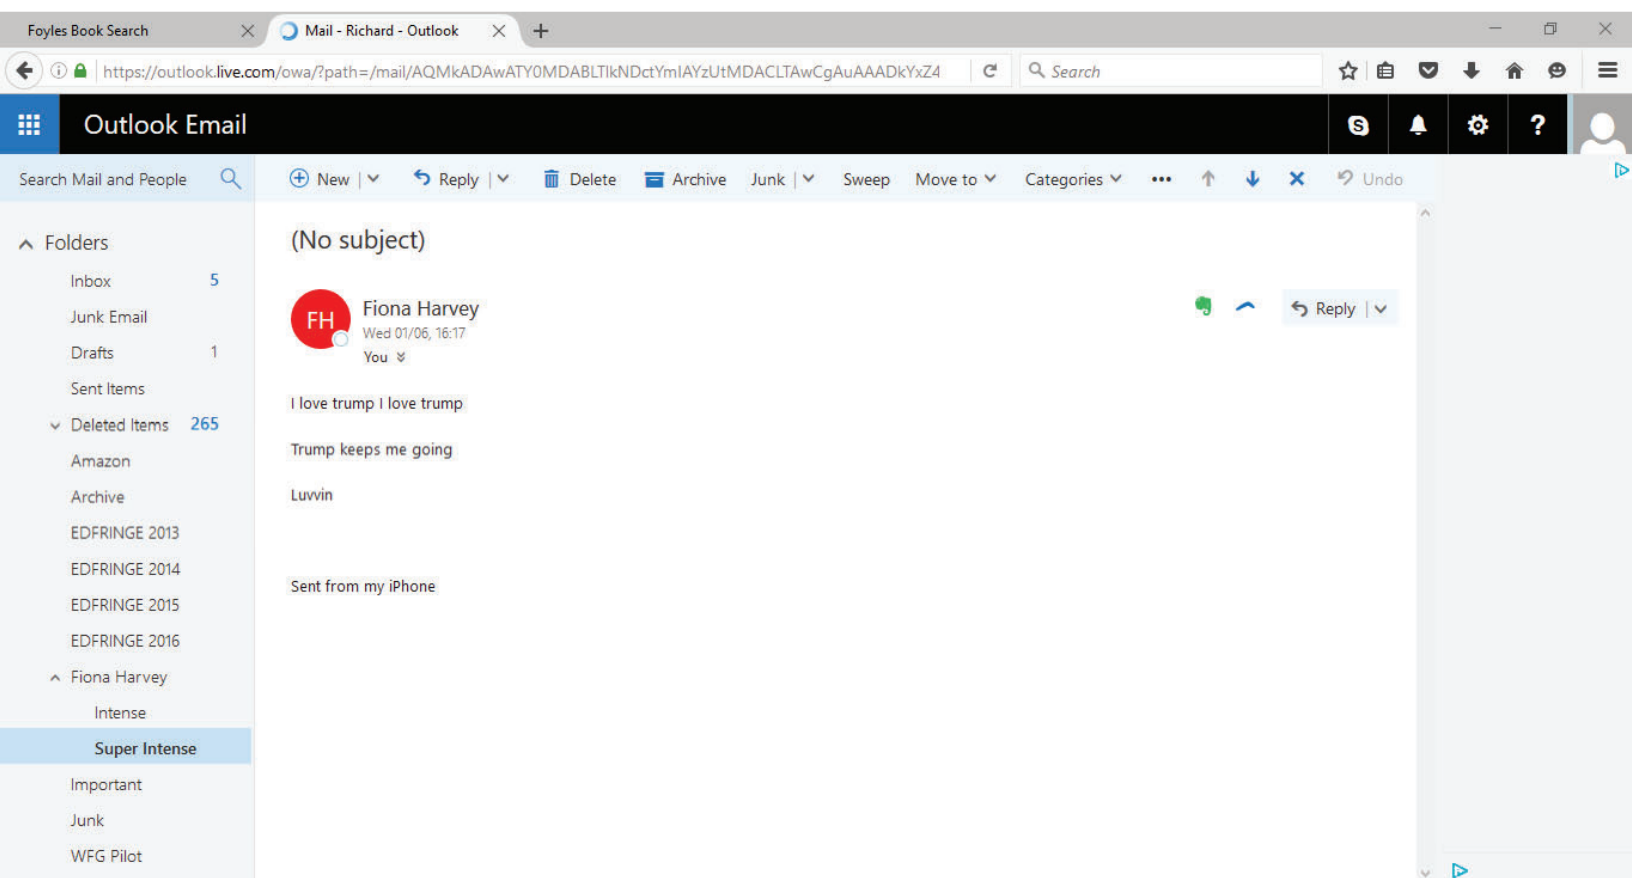 Foyles Book Search
Mail - Richard - Outlook
https://outlook.live.com/owa/?path=/mail/AQMkADAwATY0MDABLTlkNDctYmIAYzUtMDACLTAwCgAuAAADkYxZ4
Search
Outlook Email
Search Mail and People
New
Reply
Delete
Archive
Junk
Sweep
Move to
Categories
Undo
Folders
Inbox 5
Junk Email
Drafts 1
Sent Items
Deleted Items 265
Amazon
Archive
EDFRINGE 2013
EDFRINGE 2014
EDFRINGE 2015
EDFRINGE 2016
Fiona Harvey
Intense
Super Intense
Important
Junk
WFG Pilot
(No subject)
FH
Fiona Harvey
Wed 01/06, 16:17
You
Reply
I love trump I love trump
Trump keeps me going
Luvvin
Sent from my iPhone